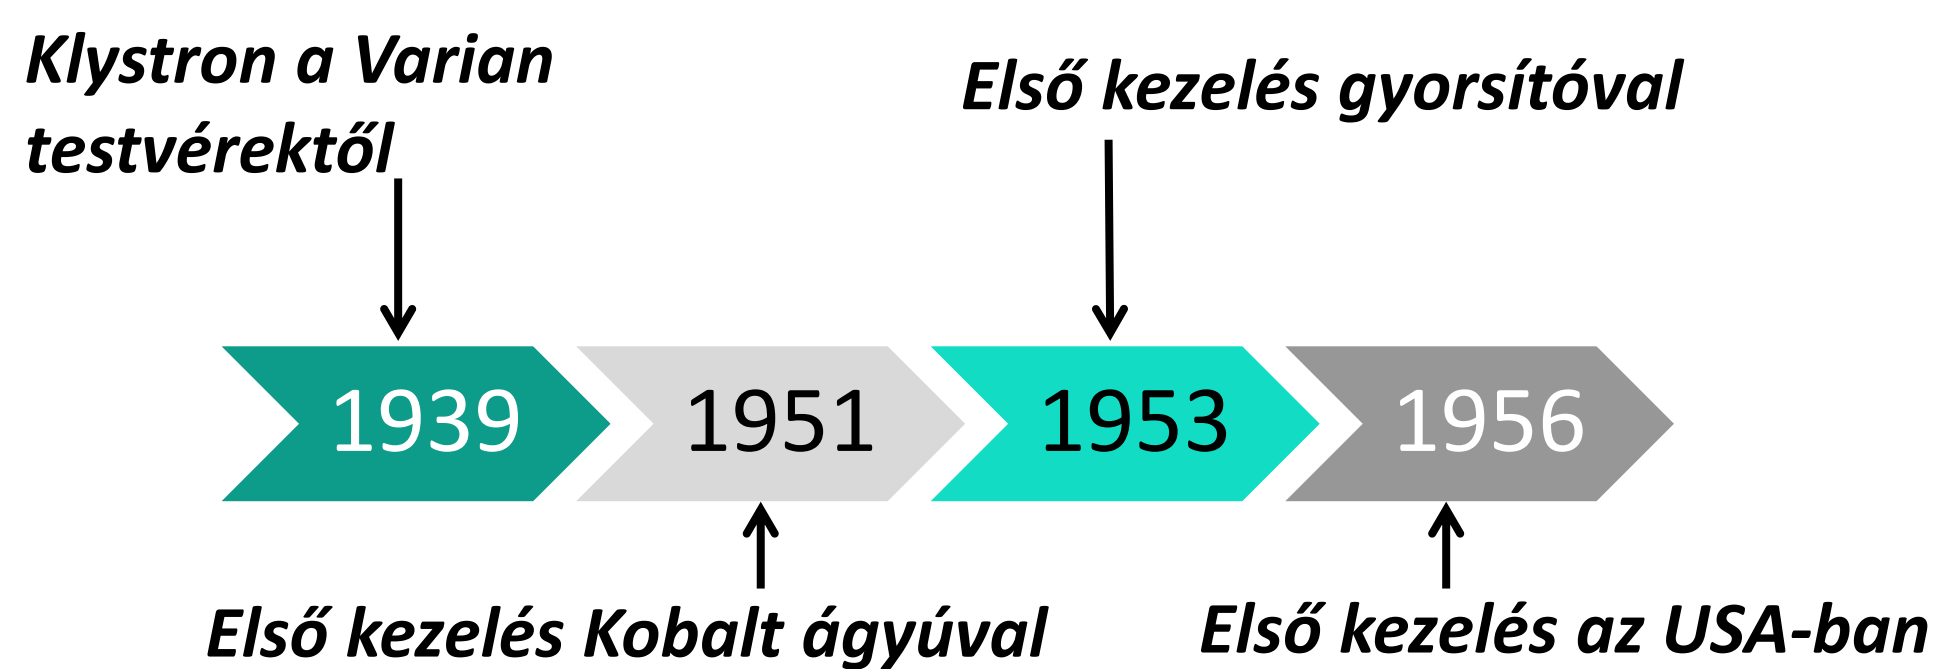 Klystron a Varian
testvérektől
Első kezelés gyorsítóval
1939
1951
1953
1956
Első kezelés Kobalt ágyúval
Első kezelés az USA-ban